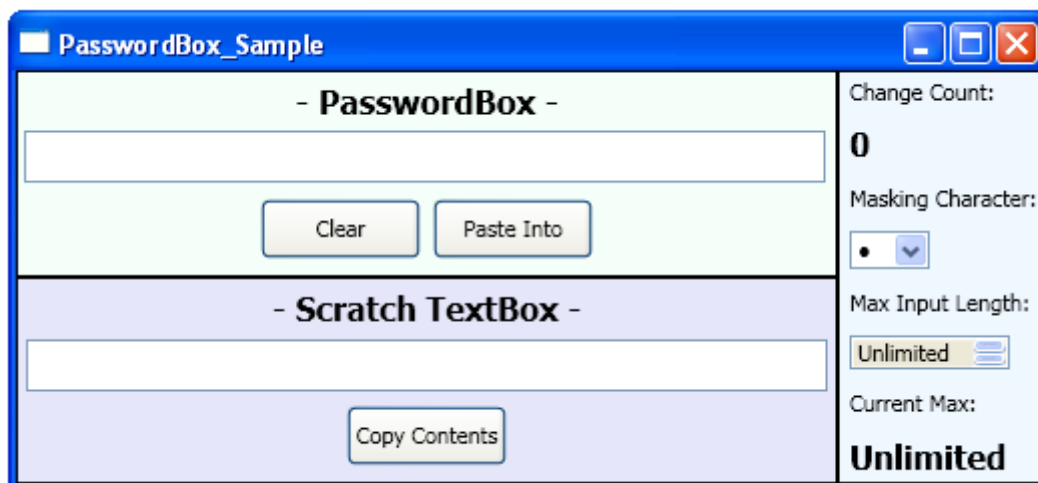 PasswordBox_Sample
- PasswordBox -
Clear
Paste Into
- Scratch TextBox -
Copy Contents
Change Count:
0
Masking Character:
●
Max Input Length:
Unlimited
Current Max:
Unlimited